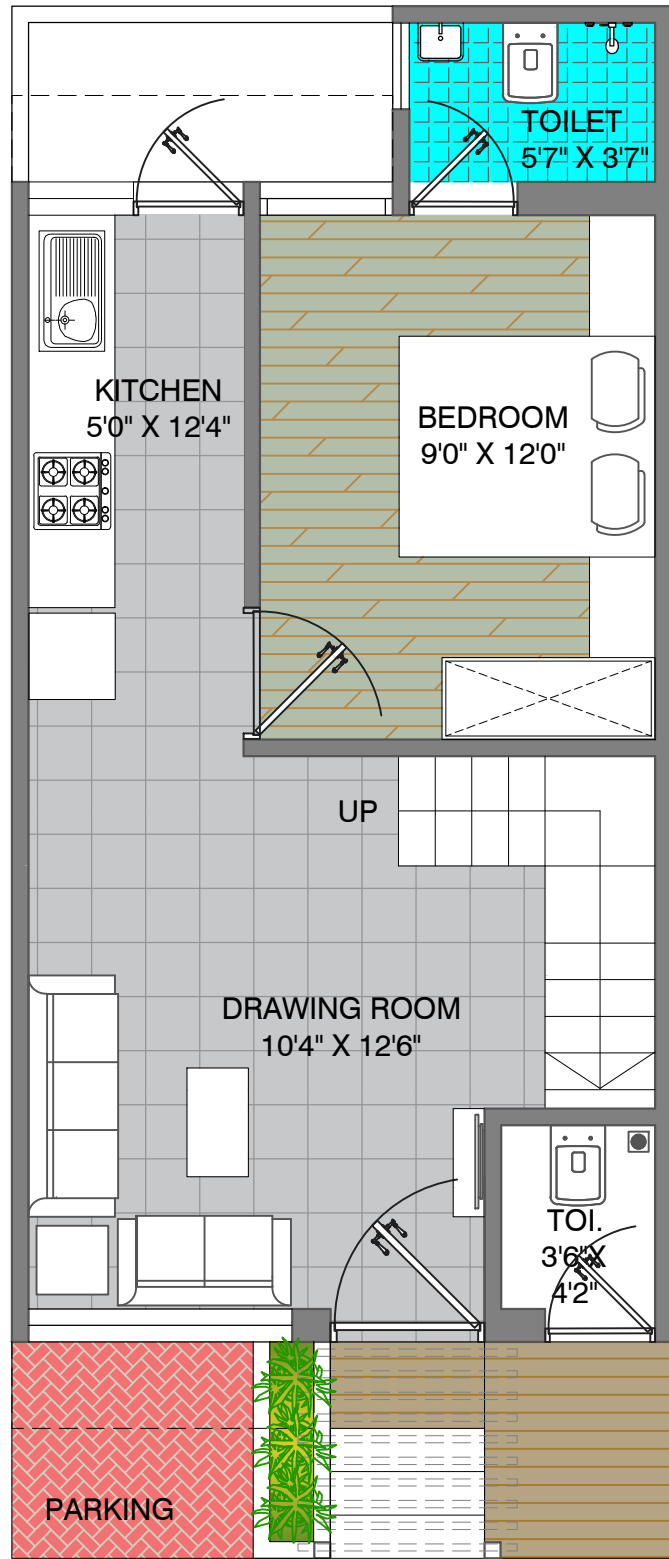 TOILET
5'7" X 3'7"
KITCHEN
5'0" X 12'4"
BEDROOM
9'0" X 12'0"
UP
DRAWING ROOM
10'4" X 12'6"
TOI.
3'6"X
4'2"
PARKING